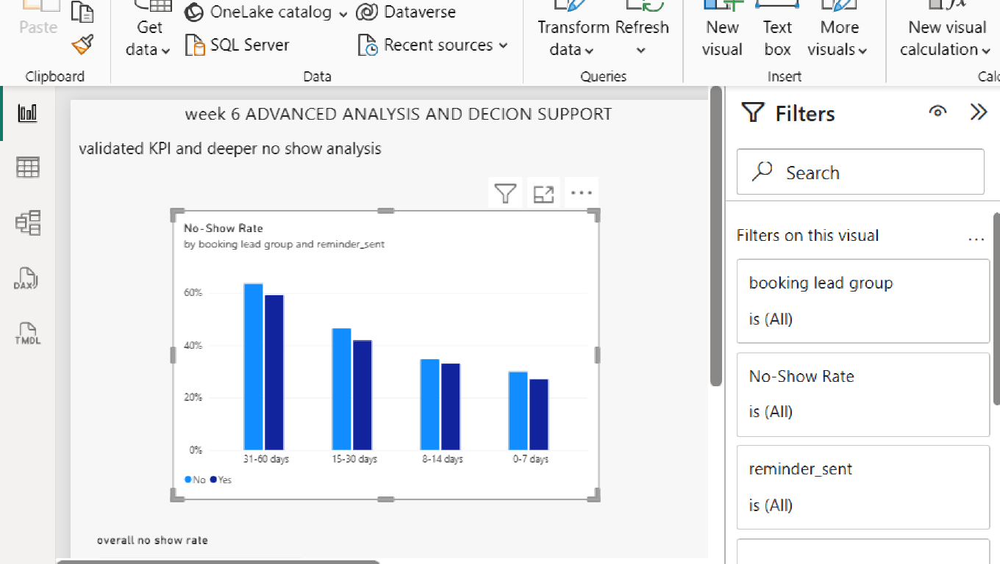 Paste
Get
data
OneLake catalog
SQL Server
Dataverse
Recent sources
Transform
data
Refresh
New
visual
Text
box
More
visuals
New visual
calculation
Clipboard
Data
Queries
Insert
Calc
DAX
TMDL
week 6 ADVANCED ANALYSIS AND DECION SUPPORT
validated KPI and deeper no show analysis
No-Show Rate
by booking lead group and reminder_sent
60%
40%
20%
0%
31-60 days
15-30 days
8-14 days
0-7 days
No
Yes
overall no show rate
Filters
Search
Filters on this visual
...
booking lead group
is (All)
No-Show Rate
is (All)
reminder_sent
is (All)